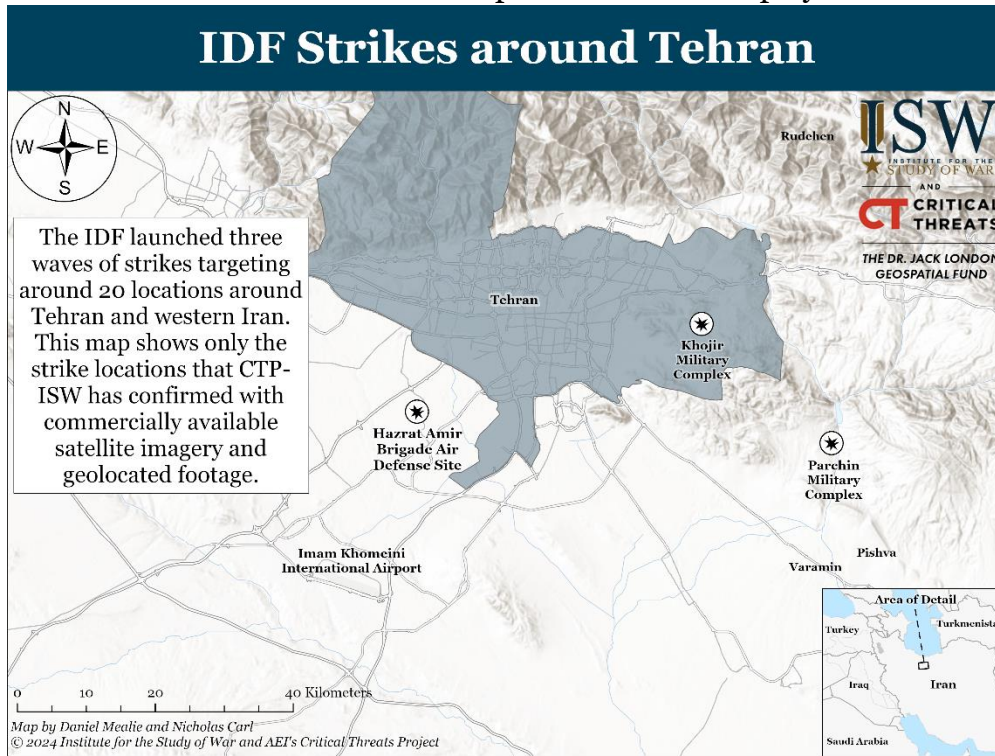 IDF Strikes around Tehran
N
W
E
S
Rudehen
ISW
INSTITUTE FOR THE
STUDY OF WAR
AND
CT CRITICAL
THREATS
THE DR. JACK LONDON
GEOSPATIAL FUND
The IDF launched three
waves of strikes targeting
around 20 locations around
Tehran and western Iran.
This map shows only the
strike locations that CTP-
ISW has confirmed with
commercially available
satellite imagery and
geolocated footage.
Tehran
Khojir
Military
Complex
Hazrat Amir
Brigade Air
Defense Site
Parchin
Military
Complex
Imam Khomeini
International Airport
Pishva
Varamin
Area of Detail
Turkey
Turkmenista
Iraq
Iran
Saudi Arabia
0 10 20 40 Kilometers
Map by Daniel Mealie and Nicholas Carl
© 2024 Institute for the Study of War and AEI's Critical Threats Project